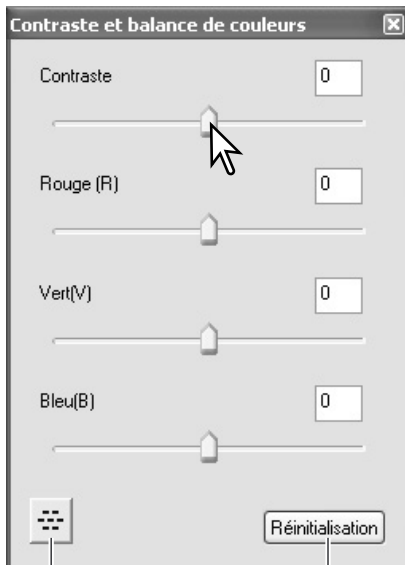 Contraste et balance de couleurs
Contraste 0
Rouge (R) 0
Vert(V) 0
Bleu(B) 0
Réinitialisation